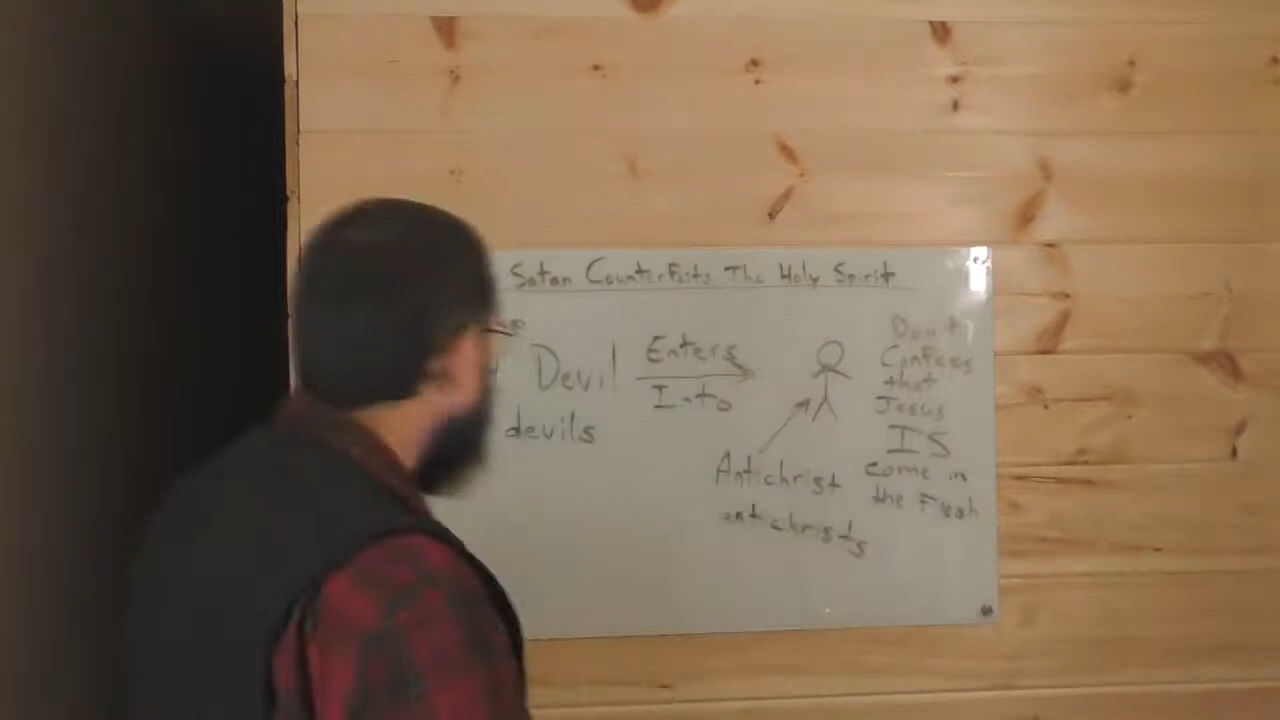 Satan Counterfeits The Holy Spirit
Devil
devils
Enters
Into
Antichrist
antichrists
Don't
Confess
that
Jesus
IS
come in
the Flesh